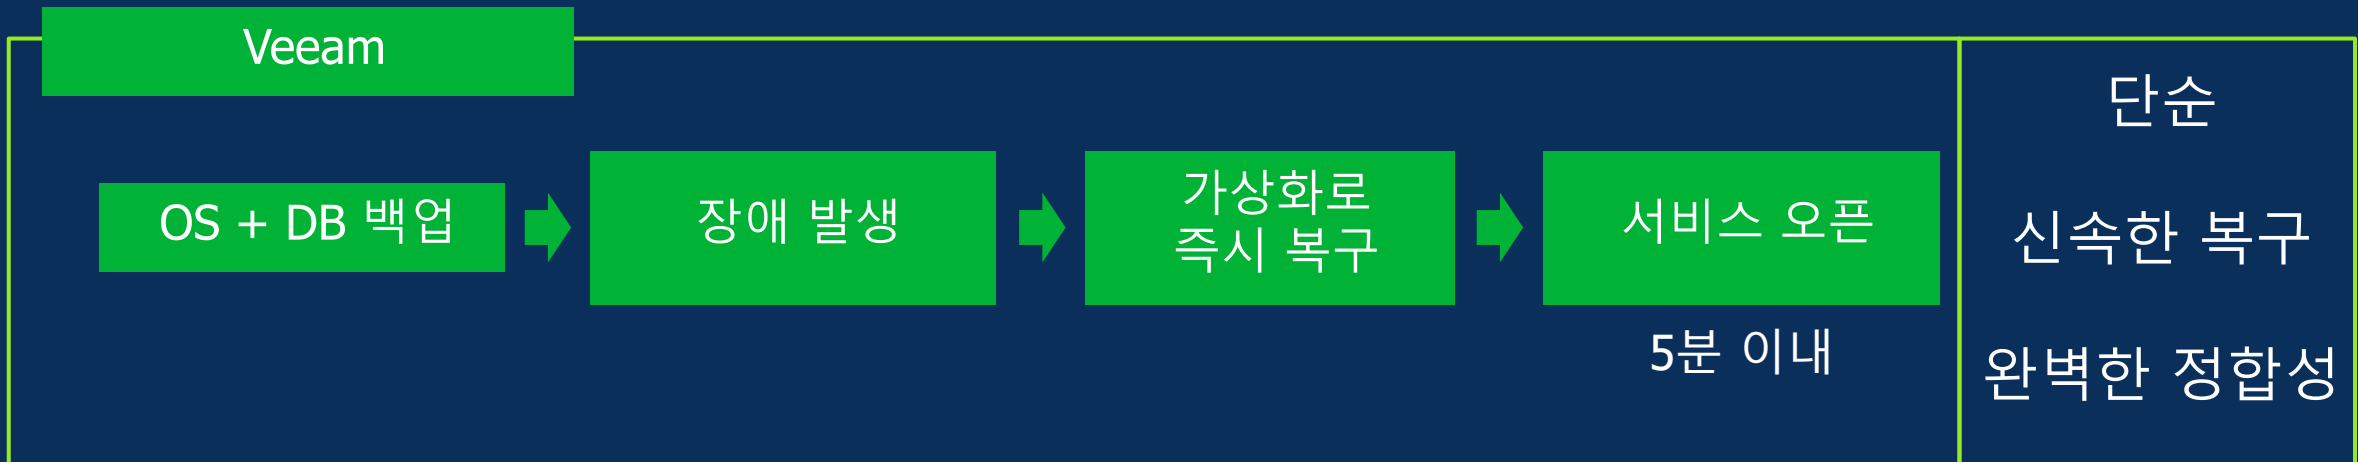 Veeam
OS + DB 백업
장애 발생
가상화로
즉시 복구
서비스 오픈
5분 이내
단순
신속한 복구
완벽한 정합성